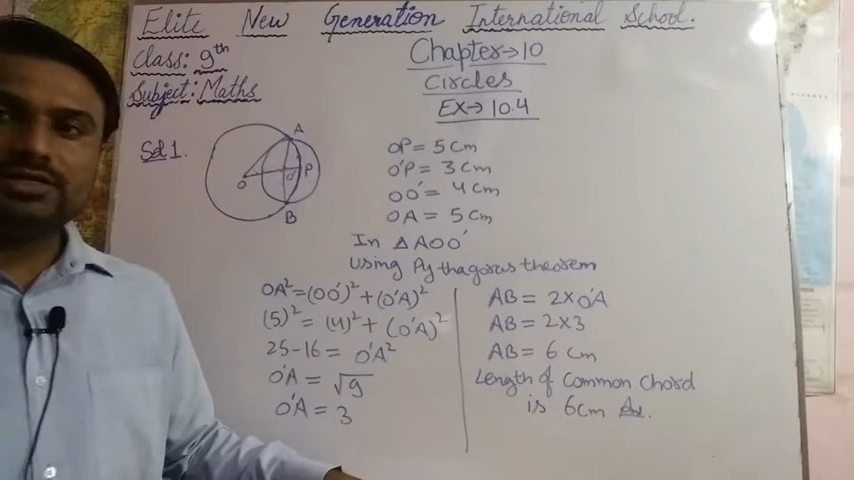 Elite New Generation International School.
Class: 9th
Subject: Maths
Chapter→10
Circles
EX→10.4
Sol 1.
A
O
O'
P
B
OP = 5 cm
O'P = 3 cm
OO' = 4 cm
OA = 5 cm
In △AOO'
Using Pythagoras theorem
OA² = (OO')² + (O'A)²
(5)² = (4)² + (O'A)²
25-16 = O'A²
O'A = √9
O'A = 3
AB = 2×O'A
AB = 2×3
AB = 6 cm
Length of Common Chord
is 6cm Ans.